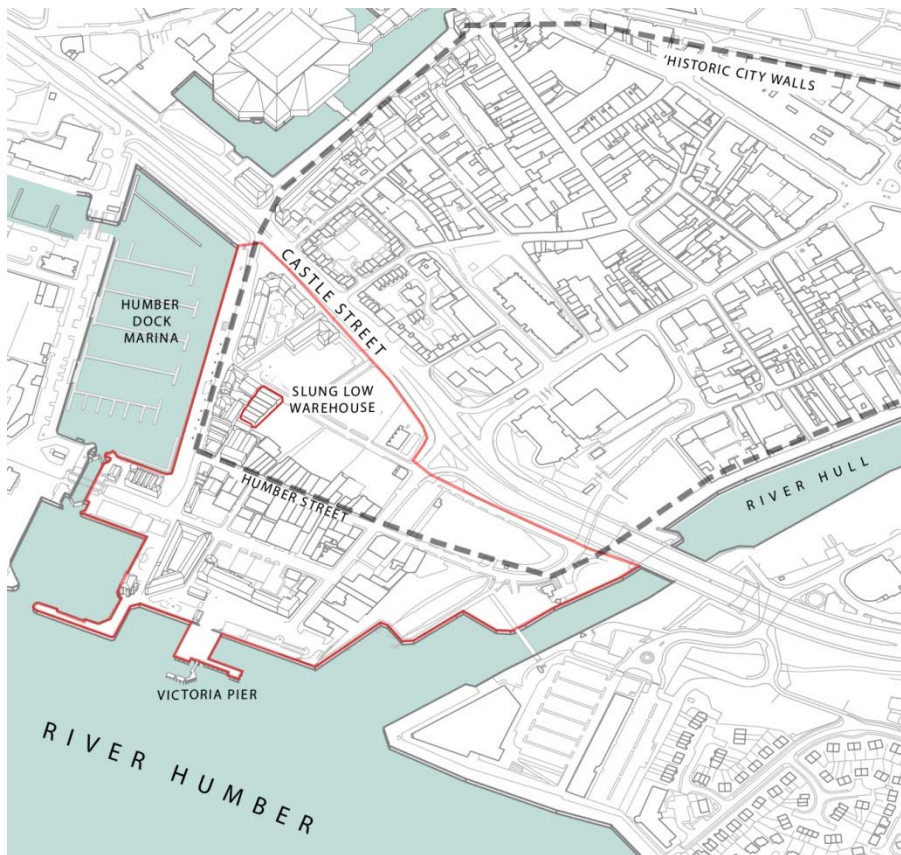 'HISTORIC CITY WALLS
CASTLE STREET
HUMBER
DOCK
MARINA
SLUNG LOW
WAREHOUSE
HUMBER STREET
RIVER HULL
VICTORIA PIER
RIVER HUMBER